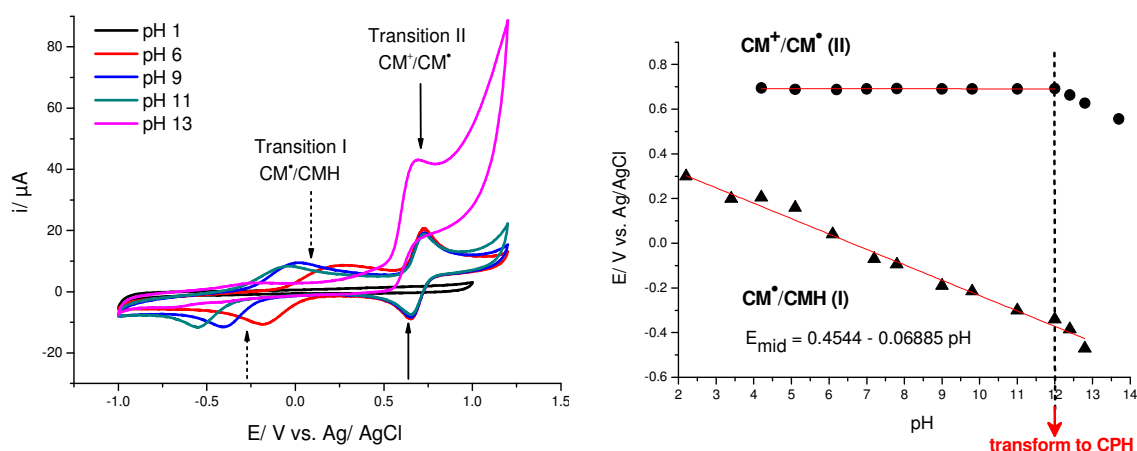 pH 1
pH 6
pH 9
pH 11
pH 13
Transition II
CM⁺/CM•
Transition I
CM•/CMH
80
60
40
20
0
-20
i/ μA
-1.0 -0.5 0.0 0.5 1.0 1.5
E/ V vs. Ag/ AgCl
CM⁺/CM• (II)
0.8
0.6
0.4
0.2
0.0
-0.2
-0.4
-0.6
E/ V vs. Ag/AgCl
CM•/CMH (I)
E_mid = 0.4544 - 0.06885 pH
2 3 4 5 6 7 8 9 10 11 12 13 14
pH
transform to CPH